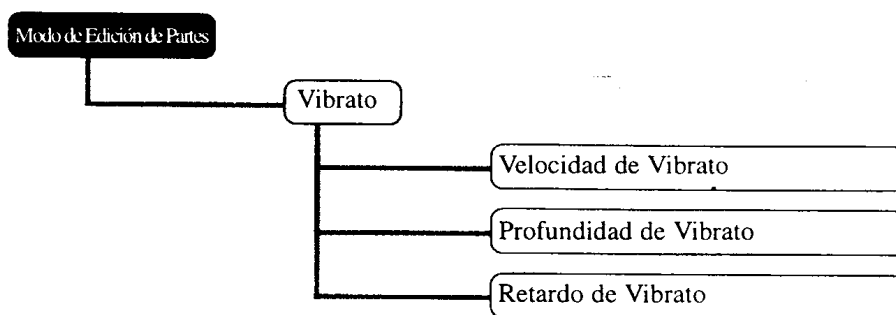 Modo de Edición de Partes
Vibrato
Velocidad de Vibrato
Profundidad de Vibrato
Retardo de Vibrato